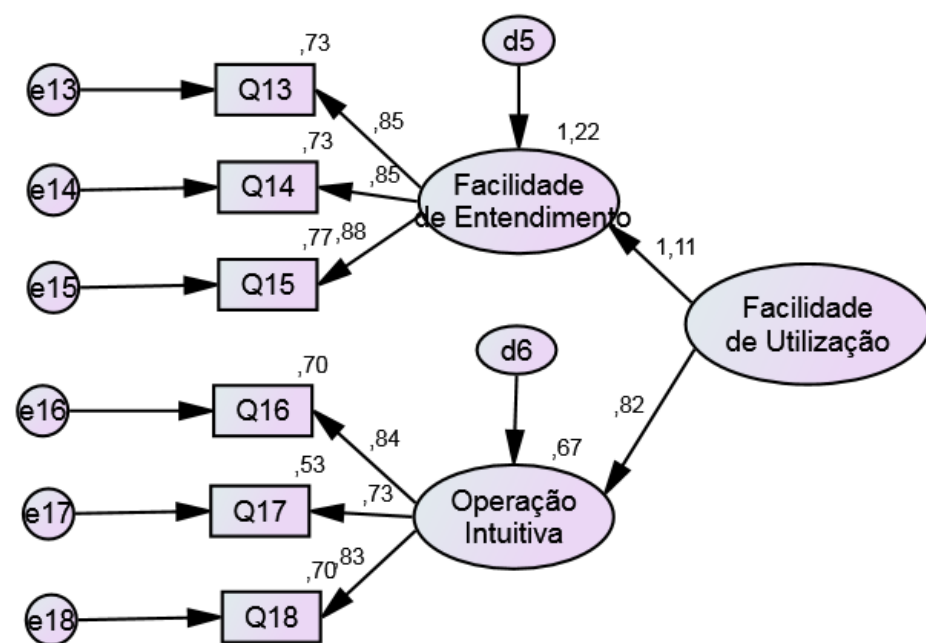 ,73
d5
e13
Q13
,85
1,22
,73
e14
Q14
,85
Facilidade
de Entendimento
,77
,88
e15
Q15
1,11
Facilidade
de Utilização
d6
,70
e16
Q16
,82
,84
,67
,53
e17
Q17
,73
Operação
Intuitiva
,70
,83
e18
Q18